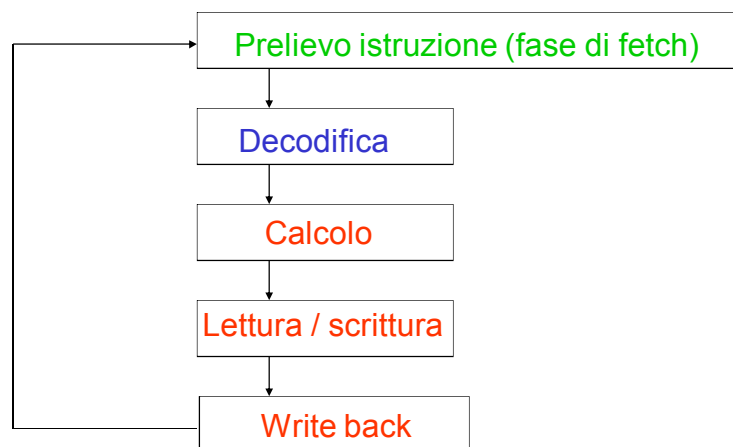 Prelievo istruzione (fase di fetch)
Decodifica
Calcolo
Lettura / scrittura
Write back